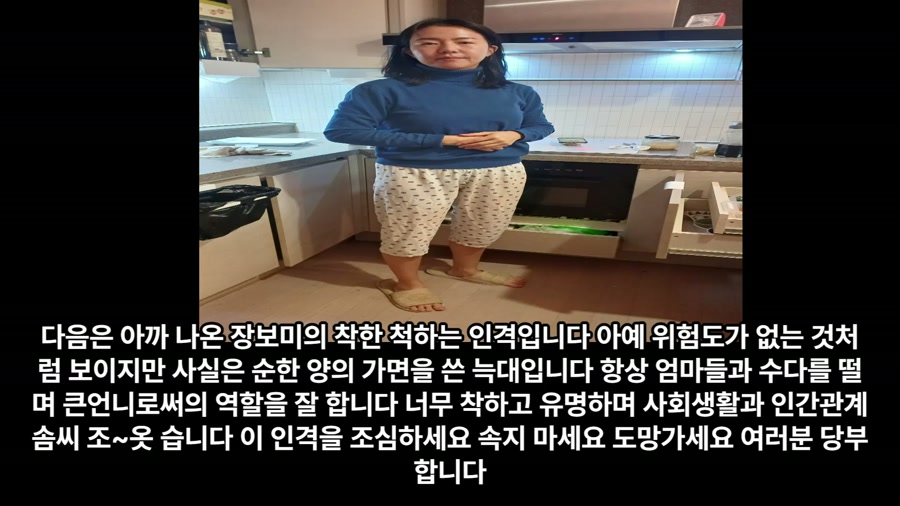 다음은 아까 나온 장보미의 착한 척하는 인격입니다 아예 위험도가 없는 것처
럼 보이지만 사실은 순한 양의 가면을 쓴 늑대입니다 항상 엄마들과 수다를 떨
며 큰언니로써의 역할을 잘 합니다 너무 착하고 유명하며 사회생활과 인간관계
솜씨 조~옷 습니다 이 인격을 조심하세요 속지 마세요 도망가세요 여러분 당부
합니다